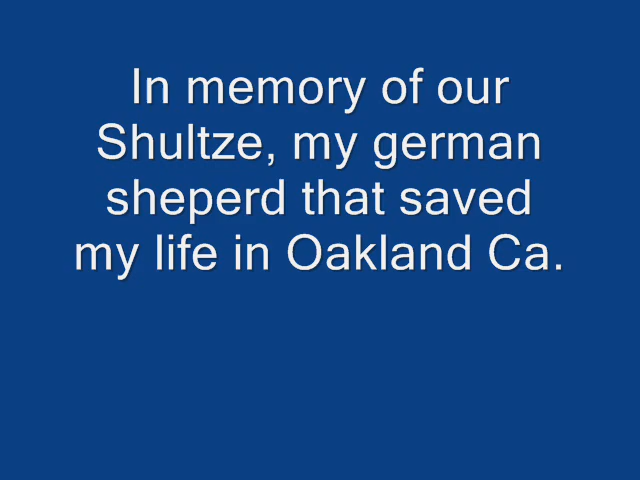 In memory of our
Shultze, my german
sheperd that saved
my life in Oakland Ca.